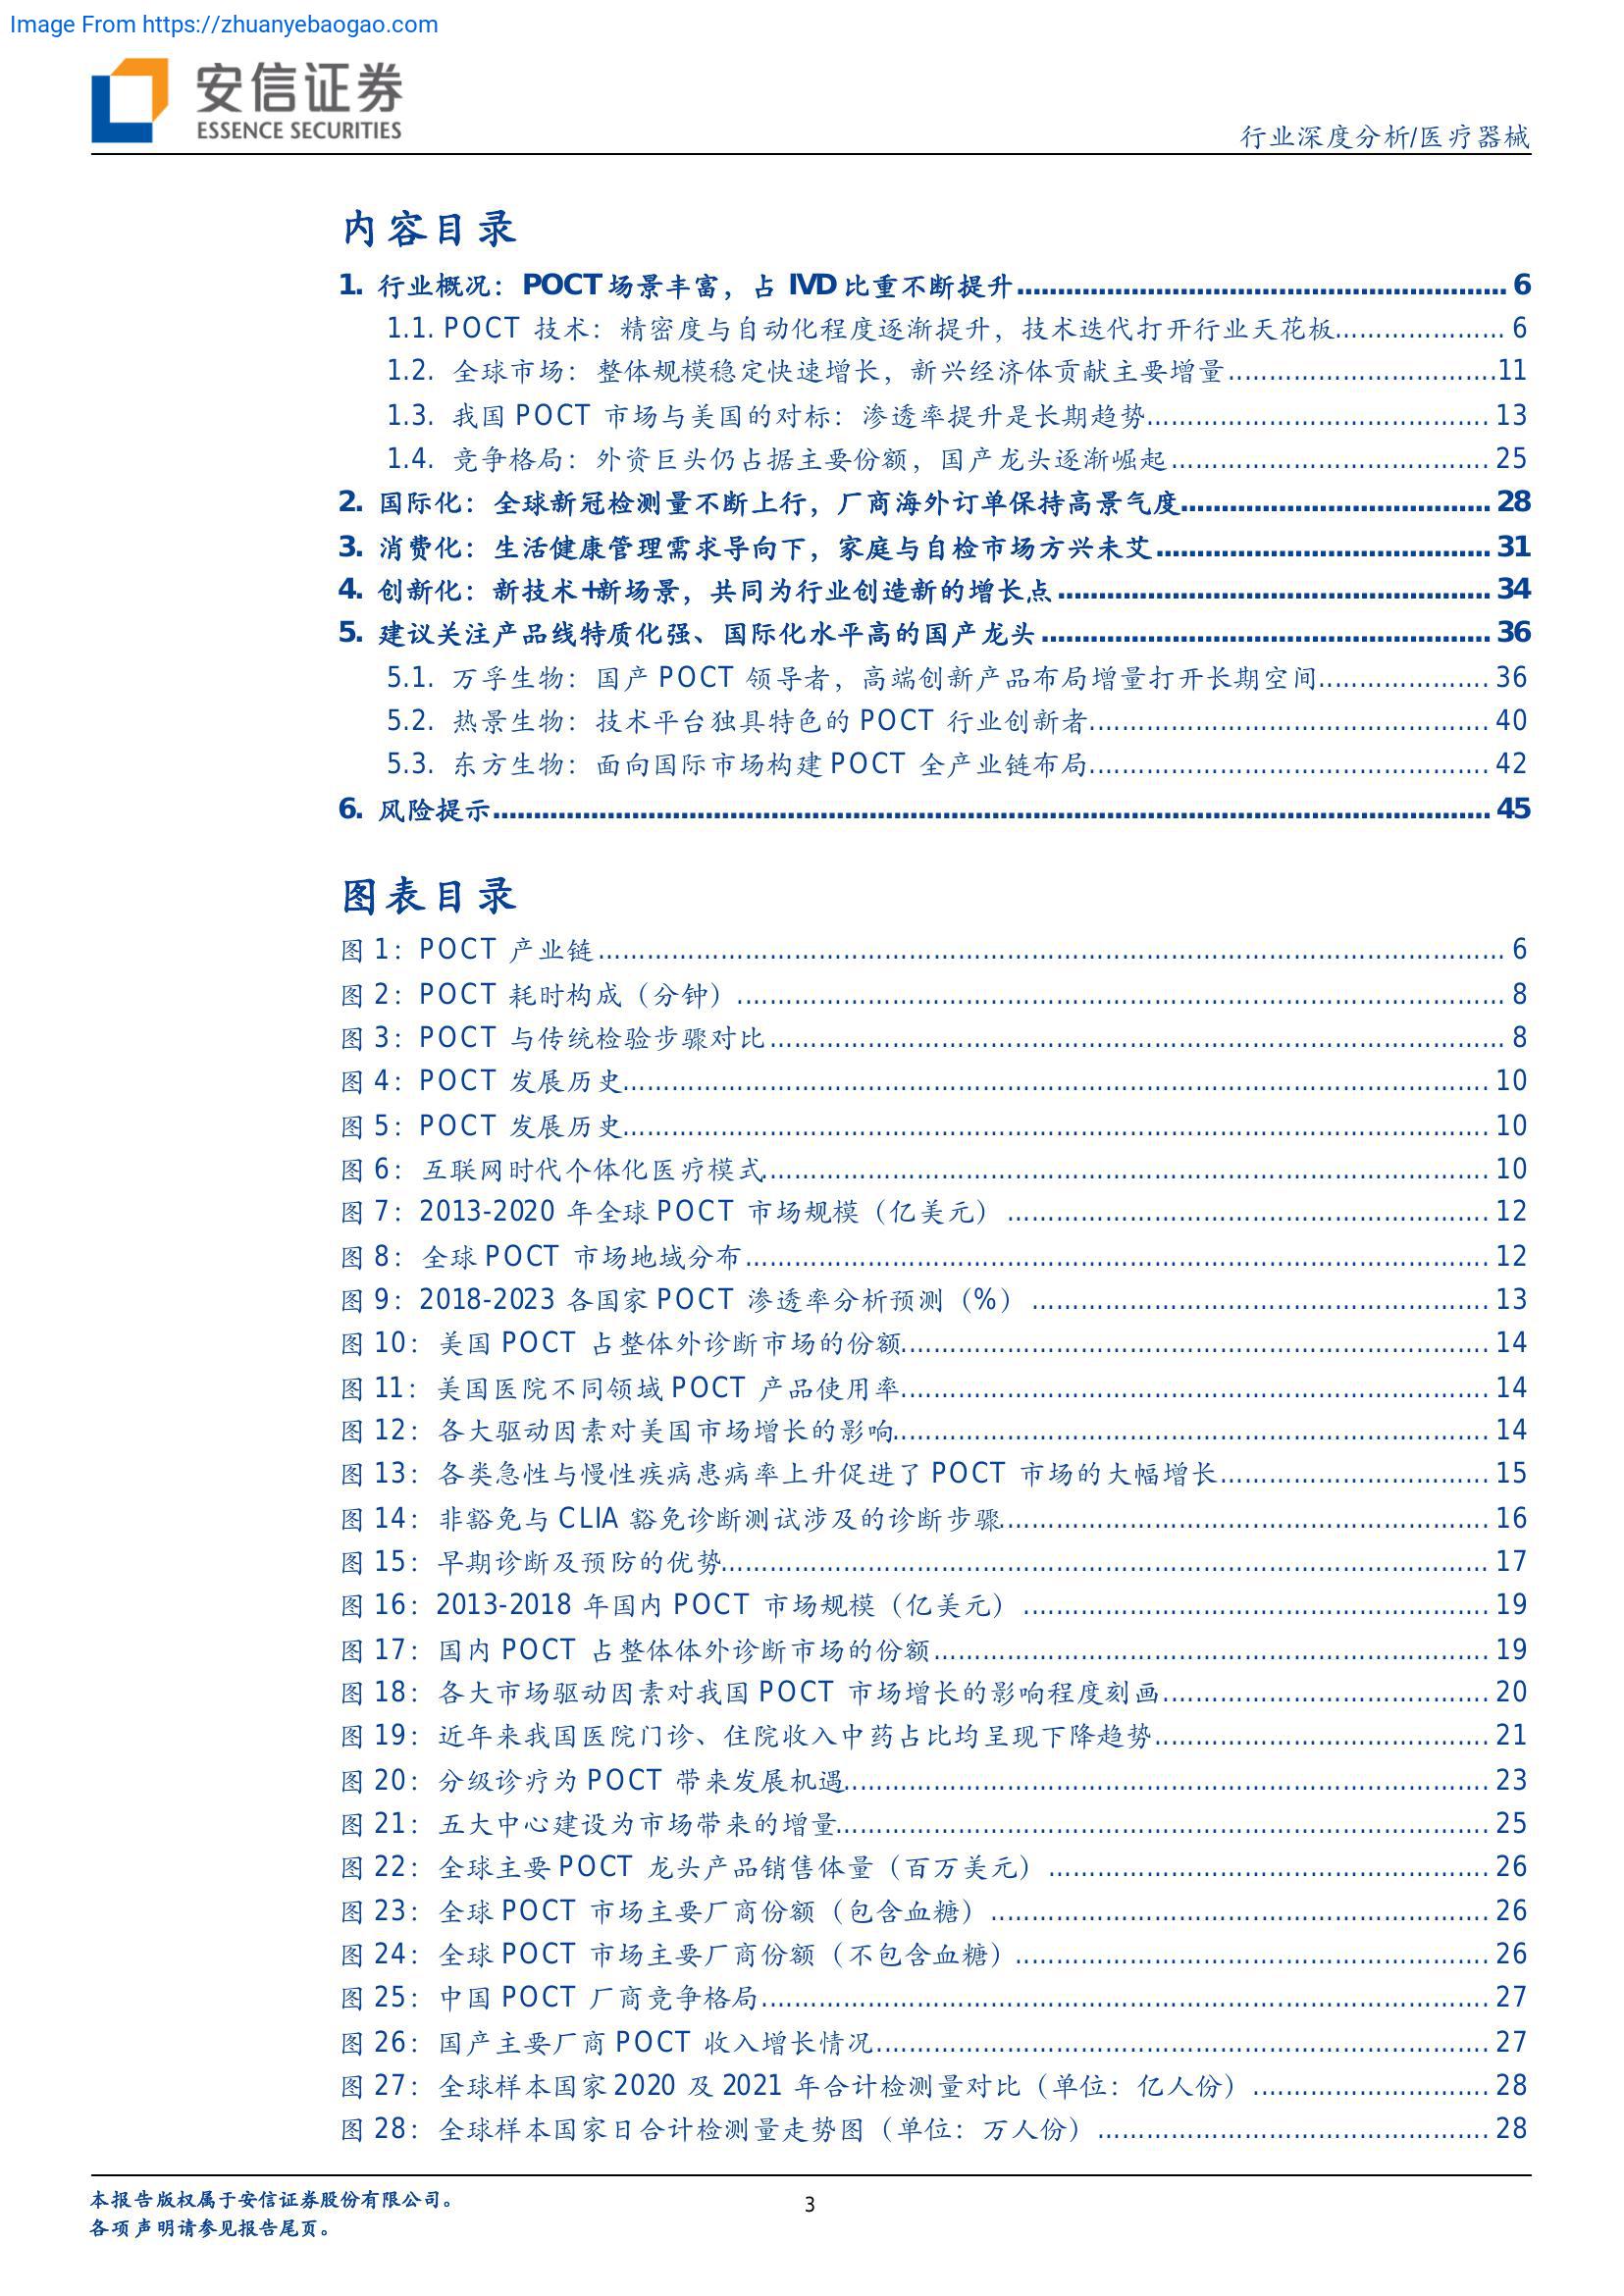 Image From https://zhuanyebaogao.com
安信证券
ESSENCE SECURITIES
行业深度分析/医疗器械
内容目录
1. 行业概况：POCT 场景丰富，占 IVD 比重不断提升 6
1.1. POCT 技术：精密度与自动化程度逐渐提升，技术迭代打开行业天花板 6
1.2. 全球市场：整体规模稳定快速增长，新兴经济体贡献主要增量 11
1.3. 我国 POCT 市场与美国的对标：渗透率提升是长期趋势 13
1.4. 竞争格局：外资巨头仍占据主要份额，国产龙头逐渐崛起 25
2. 国际化：全球新冠检测量不断上行，厂商海外订单保持高景气度 28
3. 消费化：生活健康管理需求导向下，家庭与自检市场方兴未艾 31
4. 创新化：新技术+新场景，共同为行业创造新的增长点 34
5. 建议关注产品线特质化强、国际化水平高的国产龙头 36
5.1. 万孚生物：国产 POCT 领导者，高端创新产品布局增量打开长期空间 36
5.2. 热景生物：技术平台独具特色的 POCT 行业创新者 40
5.3. 东方生物：面向国际市场构建 POCT 全产业链布局 42
6. 风险提示 45
图表目录
图 1：POCT 产业链 6
图 2：POCT 耗时构成（分钟） 8
图 3：POCT 与传统检验步骤对比 8
图 4：POCT 发展历史 10
图 5：POCT 发展历史 10
图 6：互联网时代个体化医疗模式 10
图 7：2013-2020 年全球 POCT 市场规模（亿美元） 12
图 8：全球 POCT 市场地域分布 12
图 9：2018-2023 各国家 POCT 渗透率分析预测（%） 13
图 10：美国 POCT 占整体外诊断市场的份额 14
图 11：美国医院不同领域 POCT 产品使用率 14
图 12：各大驱动因素对美国市场增长的影响 14
图 13：各类急性与慢性疾病患病率上升促进了 POCT 市场的大幅增长 15
图 14：非豁免与 CLIA 豁免诊断测试涉及的诊断步骤 16
图 15：早期诊断及预防的优势 17
图 16：2013-2018 年国内 POCT 市场规模（亿美元） 19
图 17：国内 POCT 占整体体外诊断市场的份额 19
图 18：各大市场驱动因素对我国 POCT 市场增长的影响程度刻画 20
图 19：近年来我国医院门诊、住院收入中药占比均呈现下降趋势 21
图 20：分级诊疗为 POCT 带来发展机遇 23
图 21：五大中心建设为市场带来的增量 25
图 22：全球主要 POCT 龙头产品销售体量（百万美元） 26
图 23：全球 POCT 市场主要厂商份额（包含血糖） 26
图 24：全球 POCT 市场主要厂商份额（不包含血糖） 26
图 25：中国 POCT 厂商竞争格局 27
图 26：国产主要厂商 POCT 收入增长情况 27
图 27：全球样本国家 2020 及 2021 年合计检测量对比（单位：亿人份） 28
图 28：全球样本国家日合计检测量走势图（单位：万人份） 28
本报告版权属于安信证券股份有限公司。
3
各项声明请参见报告尾页。